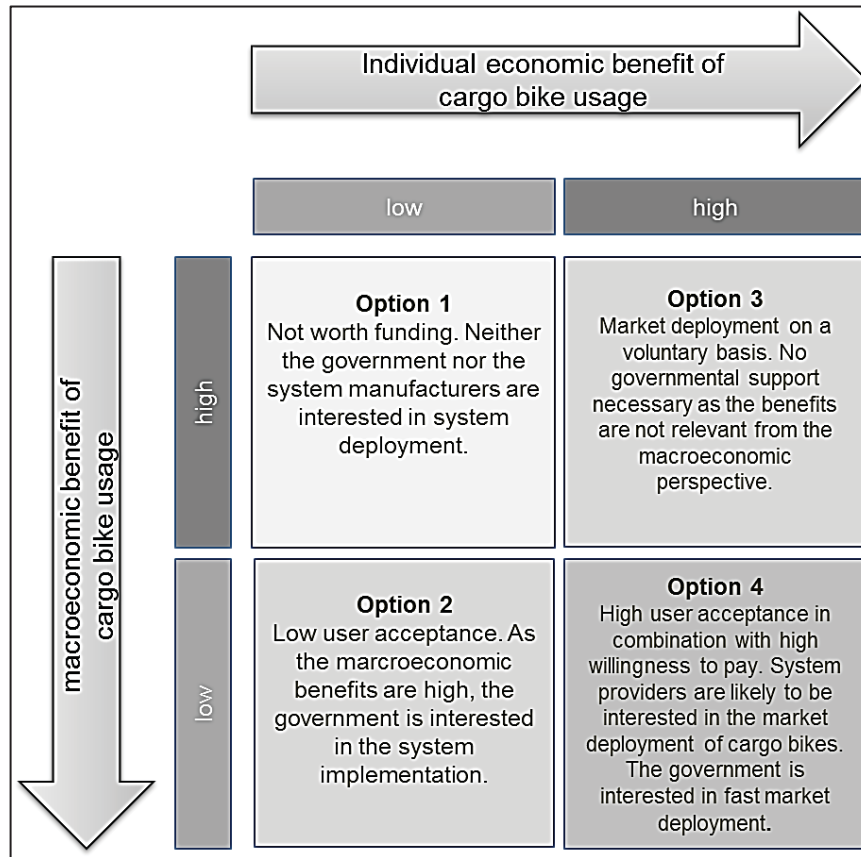 Individual economic benefit of
cargo bike usage
low
high
macroeconomic benefit of
cargo bike usage
high
Option 1
Not worth funding. Neither
the government nor the
system manufacturers are
interested in system
deployment.
Option 3
Market deployment on a
voluntary basis. No
governmental support
necessary as the benefits
are not relevant from the
macroeconomic
perspective.
low
Option 2
Low user acceptance. As
the marcroeconomic
benefits are high, the
government is interested
in the system
implementation.
Option 4
High user acceptance in
combination with high
willingness to pay. System
providers are likely to be
interested in the market
deployment of cargo bikes.
The government is
interested in fast market
deployment.